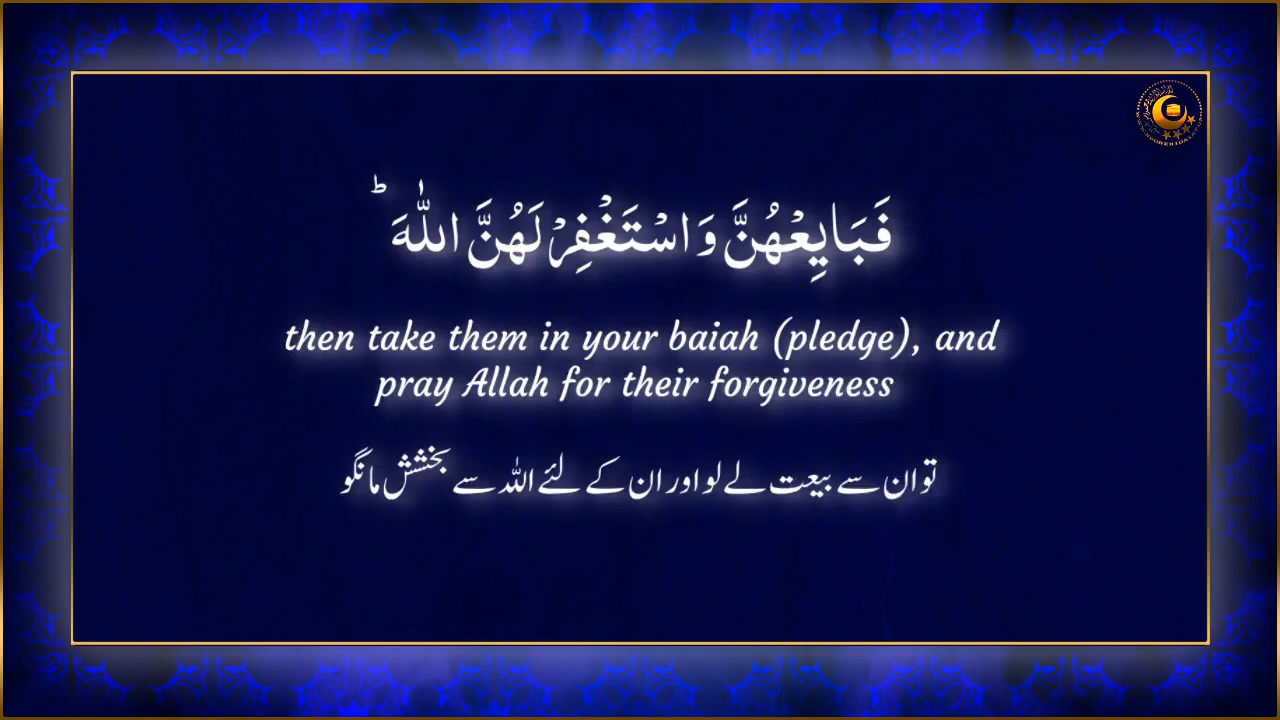 فَبَايِعْهُنَّ وَاسْتَغْفِرْ لَهُنَّ اللّٰهَ ؕ
then take them in your baiah (pledge), and
pray Allah for their forgiveness
تو ان سے بیعت لے لو اور ان کے لئے اللہ سے بخشش مانگو